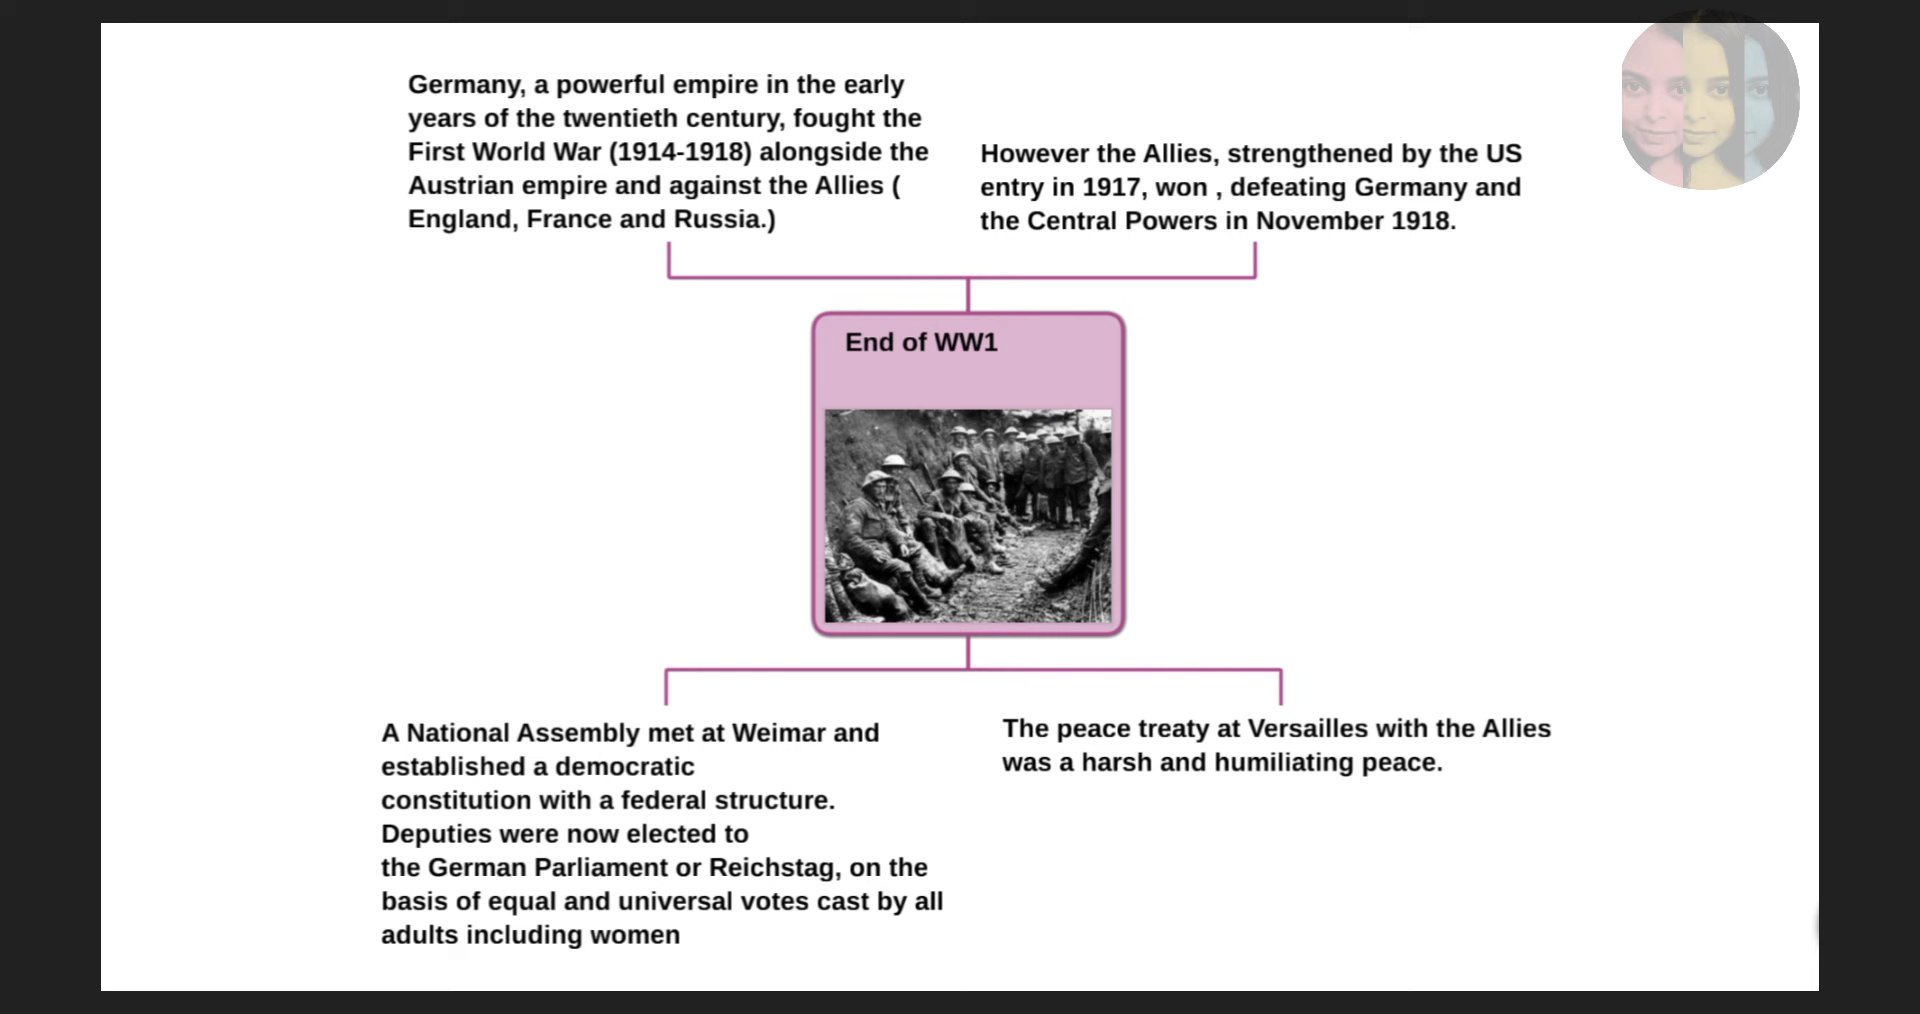 Germany, a powerful empire in the early
years of the twentieth century, fought the
First World War (1914-1918) alongside the
Austrian empire and against the Allies (
England, France and Russia.)
However the Allies, strengthened by the US
entry in 1917, won , defeating Germany and
the Central Powers in November 1918.
End of WW1
A National Assembly met at Weimar and
established a democratic
constitution with a federal structure.
Deputies were now elected to
the German Parliament or Reichstag, on the
basis of equal and universal votes cast by all
adults including women
The peace treaty at Versailles with the Allies
was a harsh and humiliating peace.